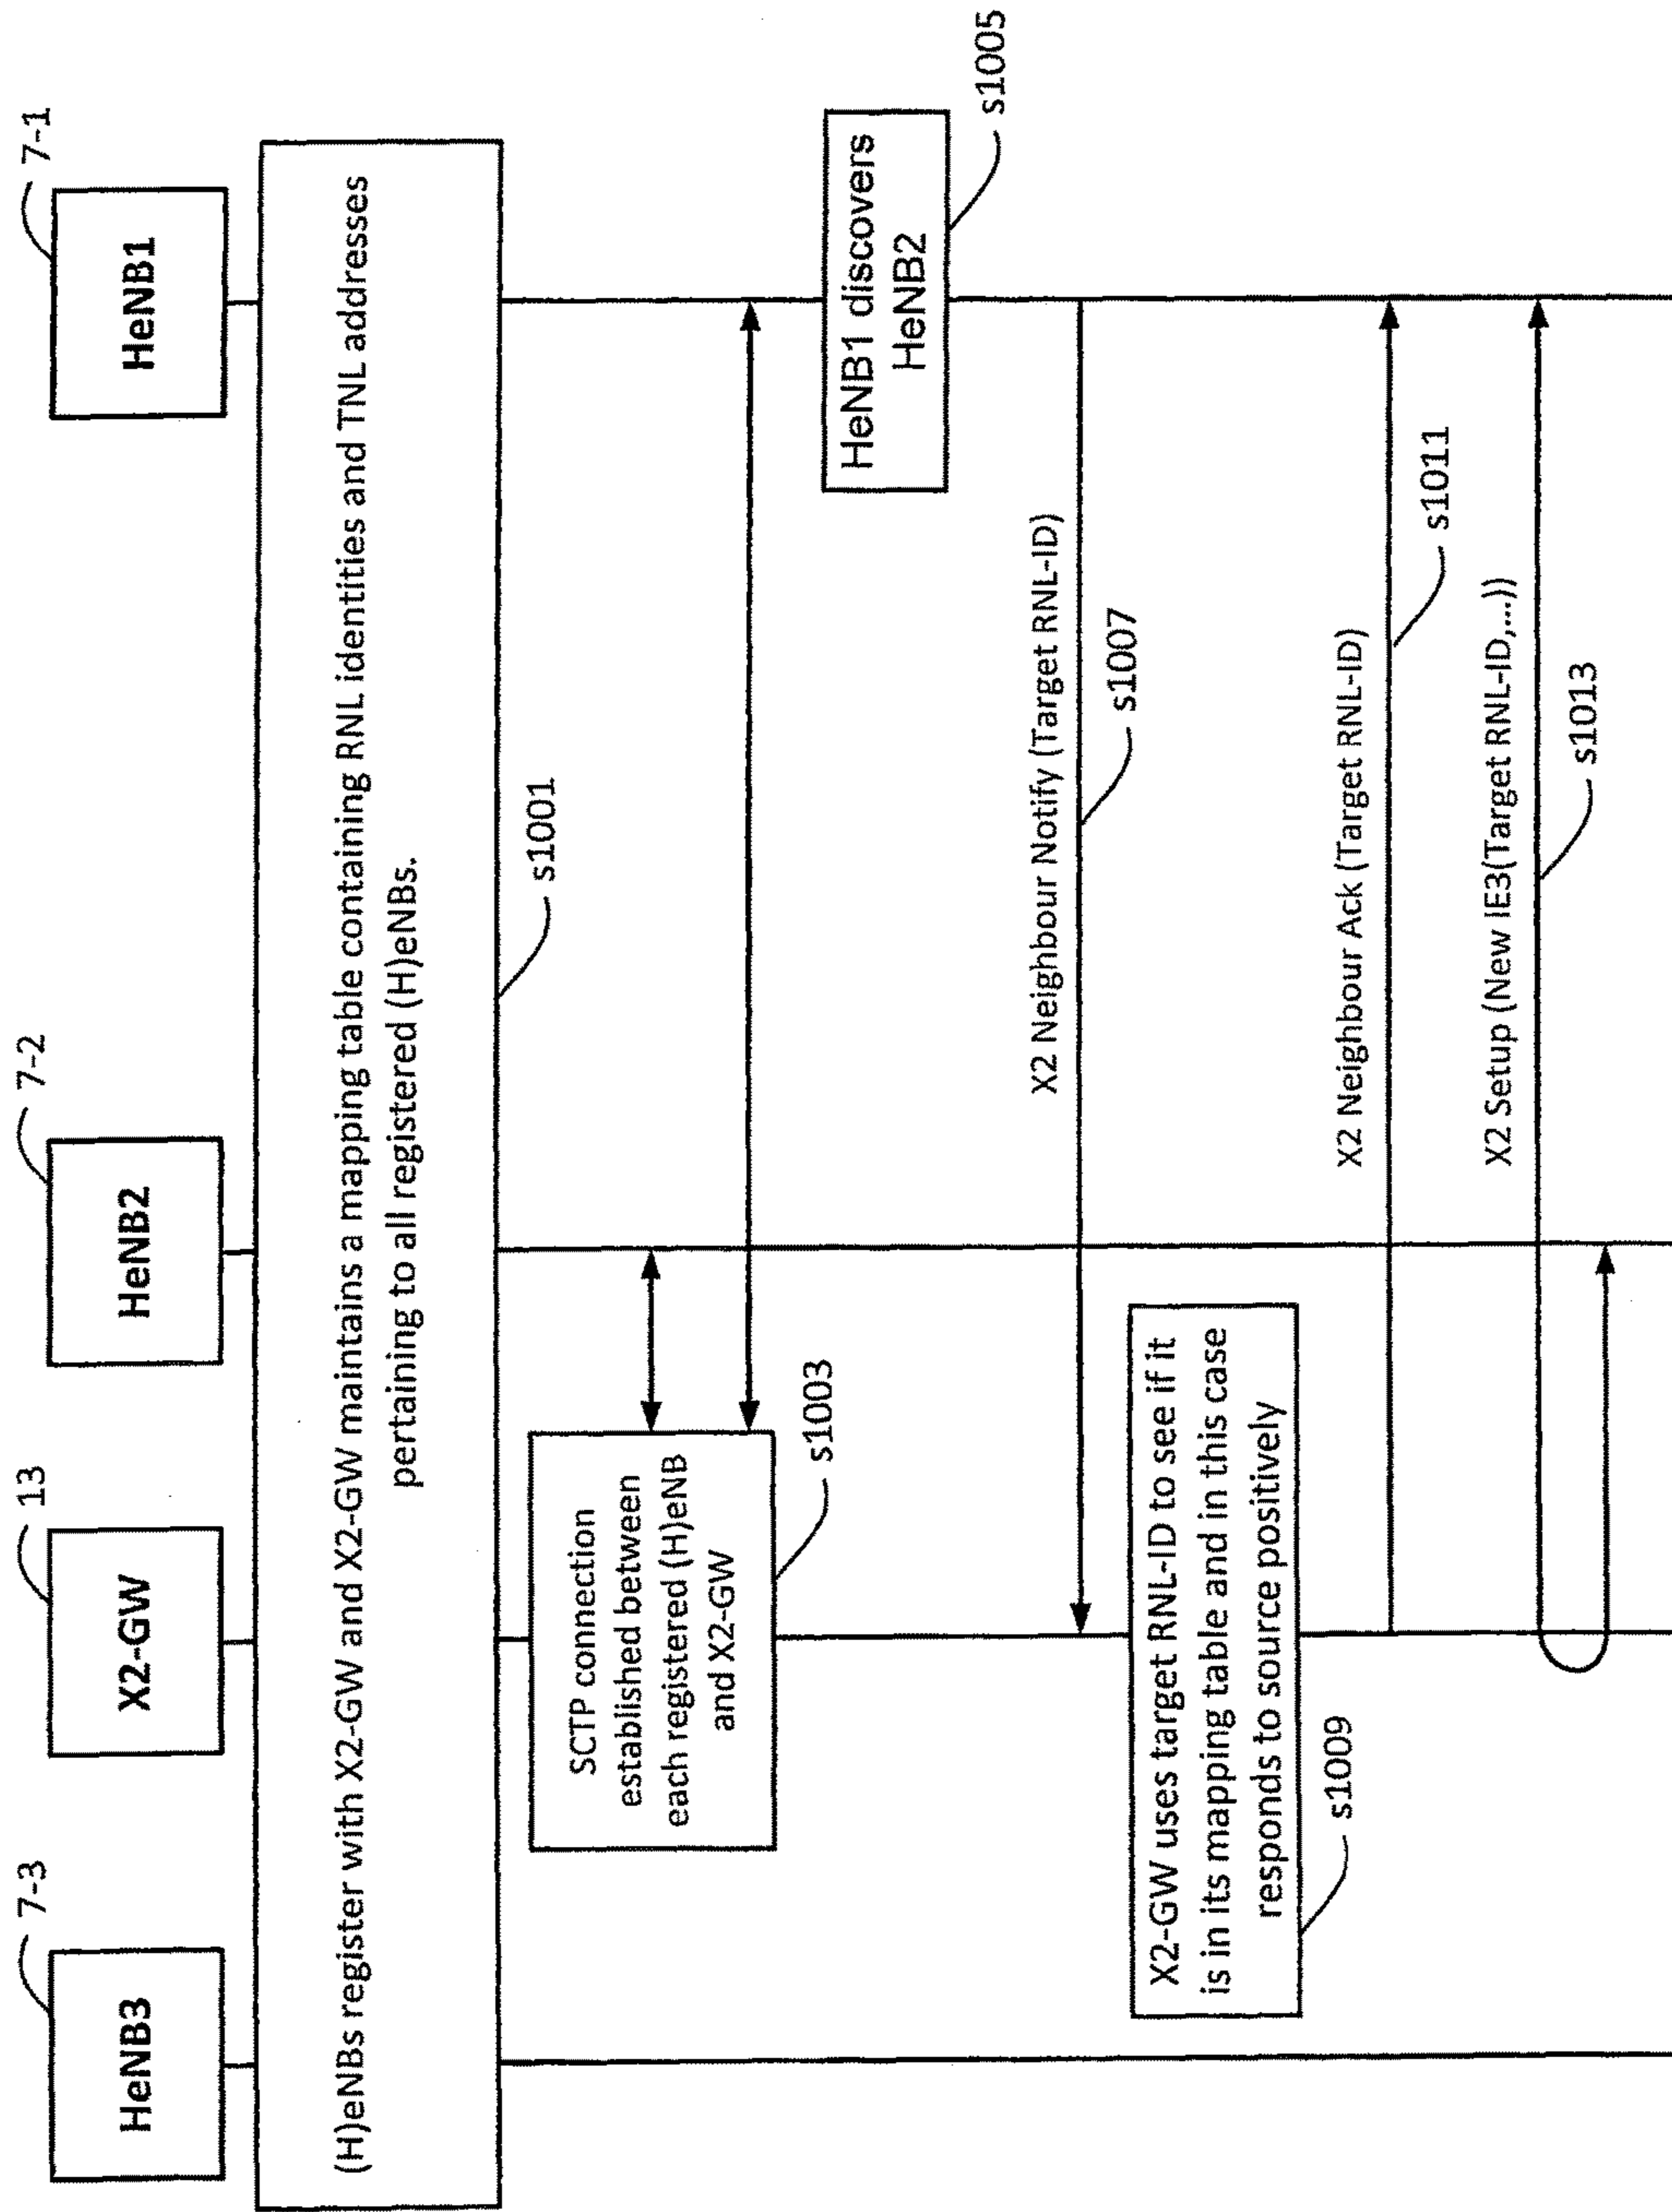 7-3
13
7-2
7-1
HeNB3
X2-GW
HeNB2
HeNB1
(H)eNBs register with X2-GW and X2-GW maintains a mapping table containing RNL identities and TNL addresses
pertaining to all registered (H)eNBs.
s1001
SCTP connection
established between
each registered (H)eNB
and X2-GW
s1003
HeNB1 discovers
HeNB2
s1005
X2 Neighbour Notify (Target RNL-ID)
s1007
X2-GW uses target RNL-ID to see if it
is in its mapping table and in this case
responds to source positively
s1009
X2 Neighbour Ack (Target RNL-ID)
s1011
X2 Setup (New IE3(Target RNL-ID,...))
s1013